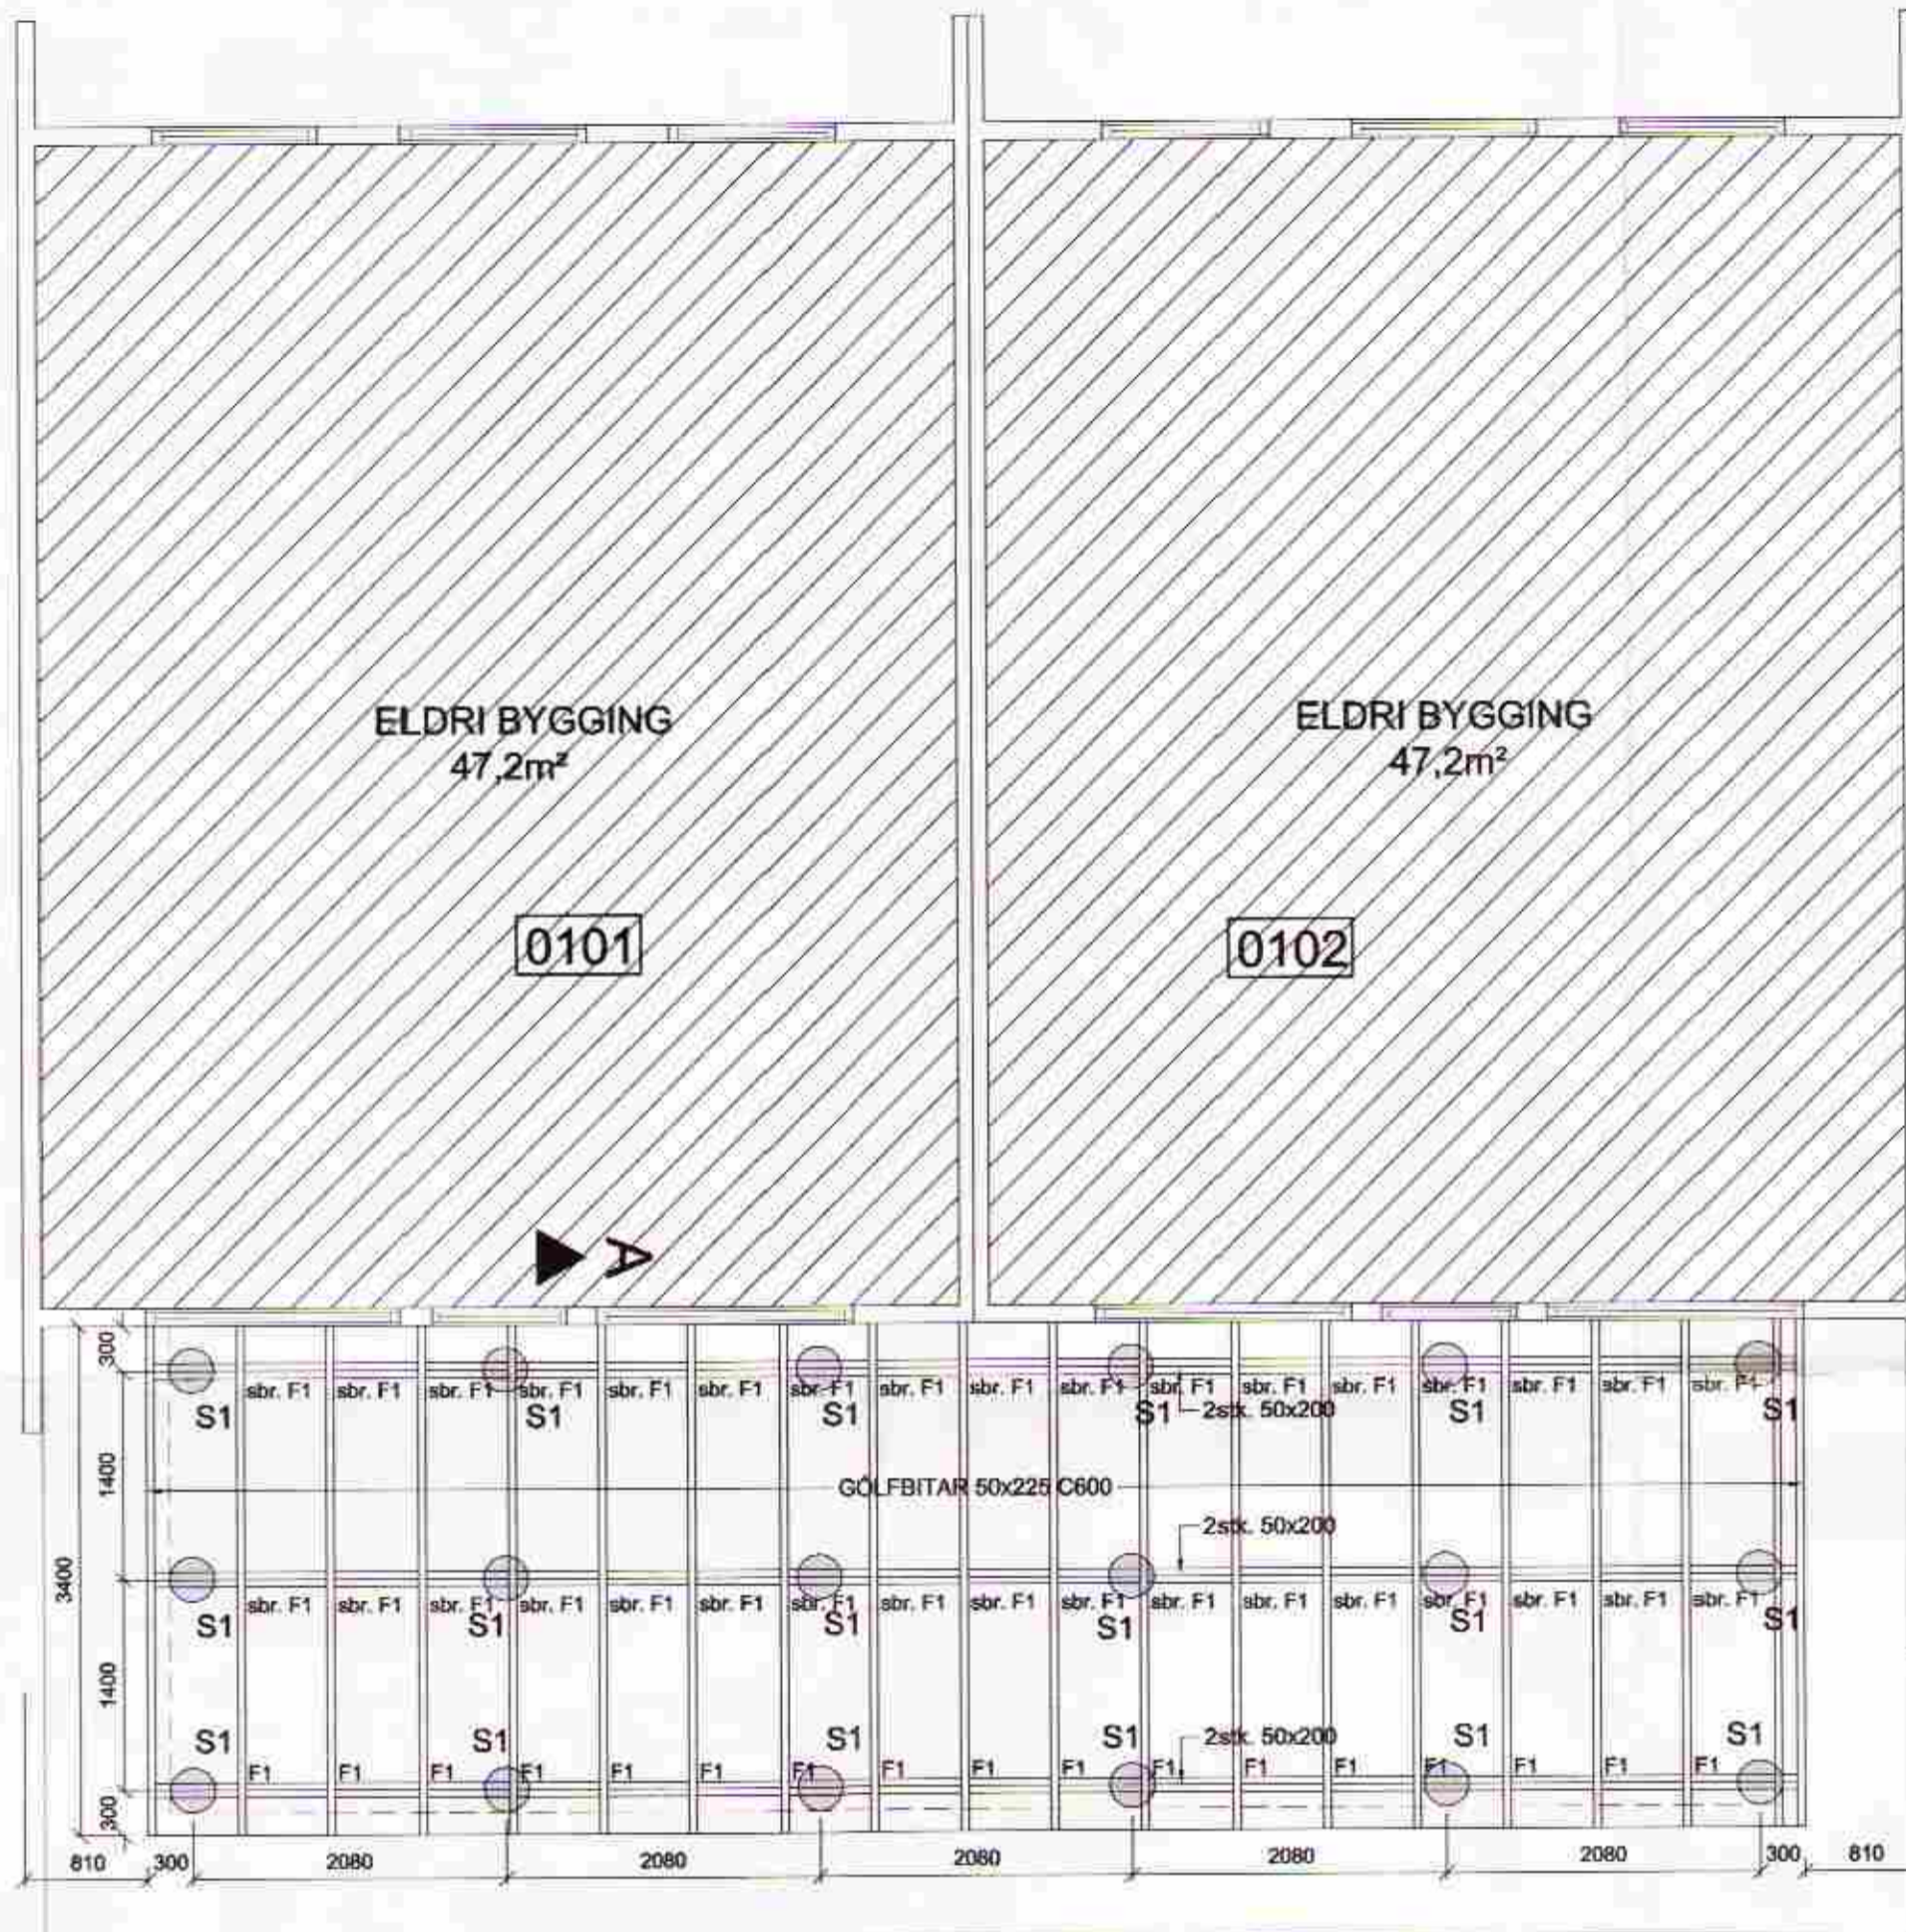 ELDRI BYGGING
47,2m²
ELDRI BYGGING
47,2m²
0101
0102
A
300
sbr. F1 sbr. F1 sbr. F1 sbr. F1 sbr. F1 sbr. F1 sbr. F1 sbr. F1 sbr. F1 sbr. F1 sbr. F1 sbr. F1 sbr. F1 sbr. F1 sbr. F1 sbr. F1 sbr. F1
S1 S1 S1 S1 2stk. 50x200 S1 S1
1400
GÓLFBITAR 50x225 C600
2stk. 50x200
3400
sbr. F1 sbr. F1 sbr. F1 sbr. F1 sbr. F1 sbr. F1 sbr. F1 sbr. F1 sbr. F1 sbr. F1 sbr. F1 sbr. F1 sbr. F1 sbr. F1 sbr. F1 sbr. F1 sbr. F1
S1 S1 S1 S1 S1 S1
1400
S1 S1 S1 S1 2stk. 50x200 S1 S1
F1 F1 F1 F1 F1 F1 F1 F1 F1 F1 F1 F1 F1 F1 F1 F1 F1
300
810 300 2080 2080 2080 2080 2080 300 810